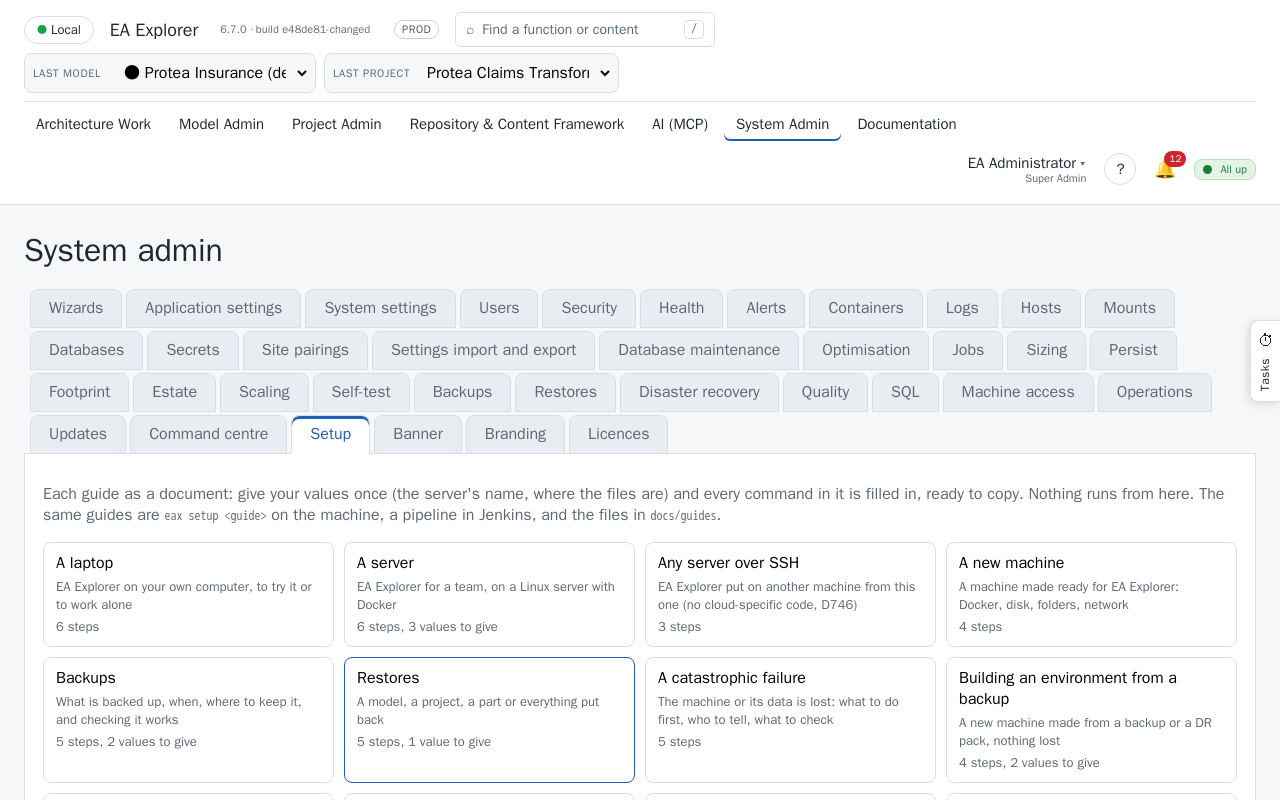 Local
EA Explorer
6.7.0 · build e48de81-changed
PROD
Find a function or content
/
LAST MODEL
Protea Insurance (de
LAST PROJECT
Protea Claims Transfor
Architecture Work
Model Admin
Project Admin
Repository & Content Framework
AI (MCP)
System Admin
Documentation
EA Administrator
Super Admin
?
12
All up
System admin
Wizards
Application settings
System settings
Users
Security
Health
Alerts
Containers
Logs
Hosts
Mounts
Databases
Secrets
Site pairings
Settings import and export
Database maintenance
Optimisation
Jobs
Sizing
Persist
Footprint
Estate
Scaling
Self-test
Backups
Restores
Disaster recovery
Quality
SQL
Machine access
Operations
Updates
Command centre
Setup
Banner
Branding
Licences
Tasks
Each guide as a document: give your values once (the server's name, where the files are) and every command in it is filled in, ready to copy. Nothing runs from here. The
same guides are eax setup <guide> on the machine, a pipeline in Jenkins, and the files in docs/guides.
A laptop
EA Explorer on your own computer, to try it or
to work alone
6 steps
A server
EA Explorer for a team, on a Linux server with
Docker
6 steps, 3 values to give
Any server over SSH
EA Explorer put on another machine from this
one (no cloud-specific code, D746)
3 steps
A new machine
A machine made ready for EA Explorer:
Docker, disk, folders, network
4 steps
Backups
What is backed up, when, where to keep it,
and checking it works
5 steps, 2 values to give
Restores
A model, a project, a part or everything put
back
5 steps, 1 value to give
A catastrophic failure
The machine or its data is lost: what to do
first, who to tell, what to check
5 steps
Building an environment from a
backup
A new machine made from a backup or a DR
pack, nothing lost
4 steps, 2 values to give